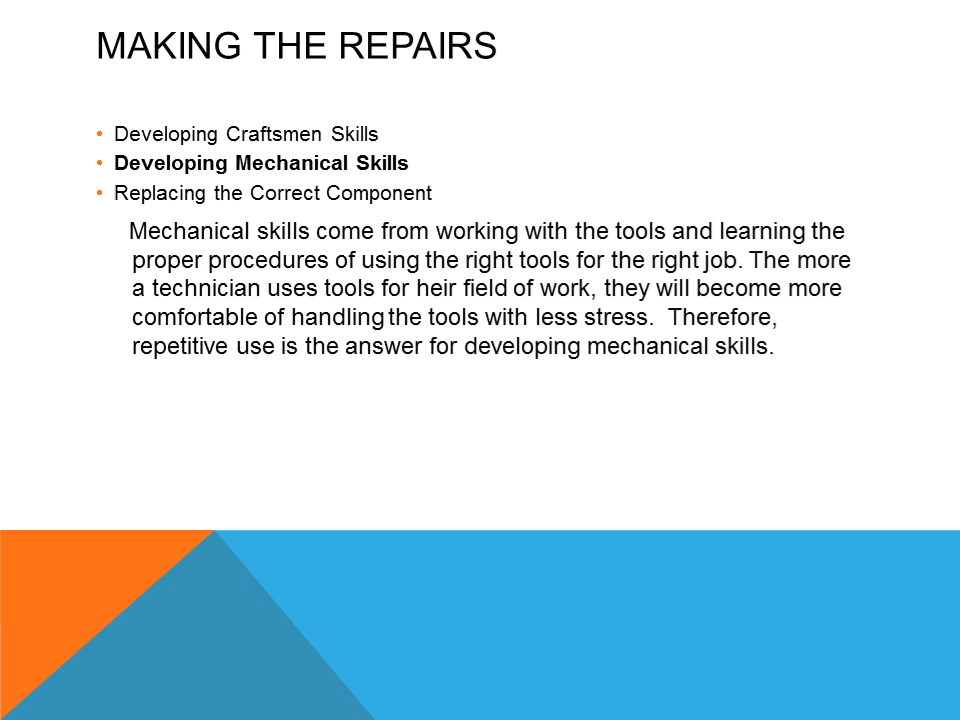 MAKING THE REPAIRS
• Developing Craftsmen Skills
• Developing Mechanical Skills
• Replacing the Correct Component
Mechanical skills come from working with the tools and learning the
proper procedures of using the right tools for the right job. The more
a technician uses tools for heir field of work, they will become more
comfortable of handling the tools with less stress.  Therefore,
repetitive use is the answer for developing mechanical skills.